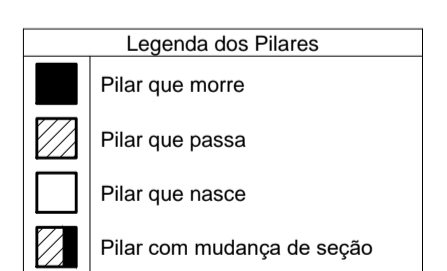 Legenda dos Pilares
Pilar que morre
Pilar que passa
Pilar que nasce
Pilar com mudança de seção